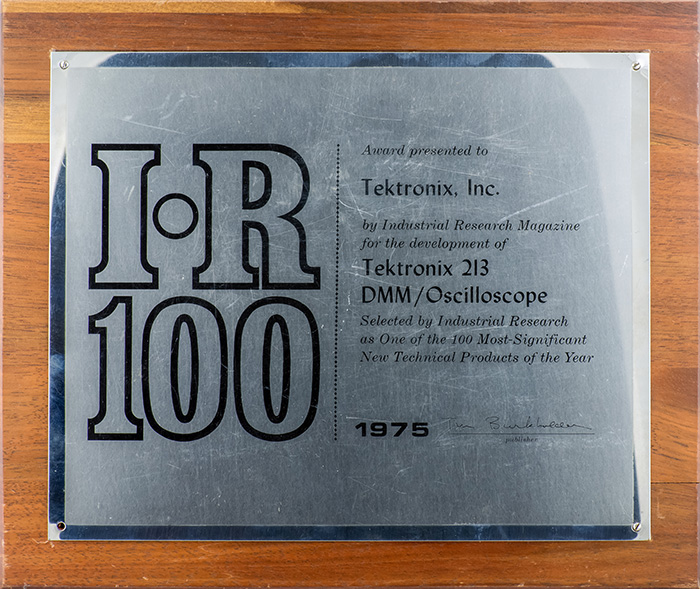 I·R
100
Award presented to
Tektronix, Inc.
by Industrial Research Magazine
for the development of
Tektronix 213
DMM/Oscilloscope
Selected by Industrial Research
as One of the 100 Most-Significant
New Technical Products of the Year
1975
publisher